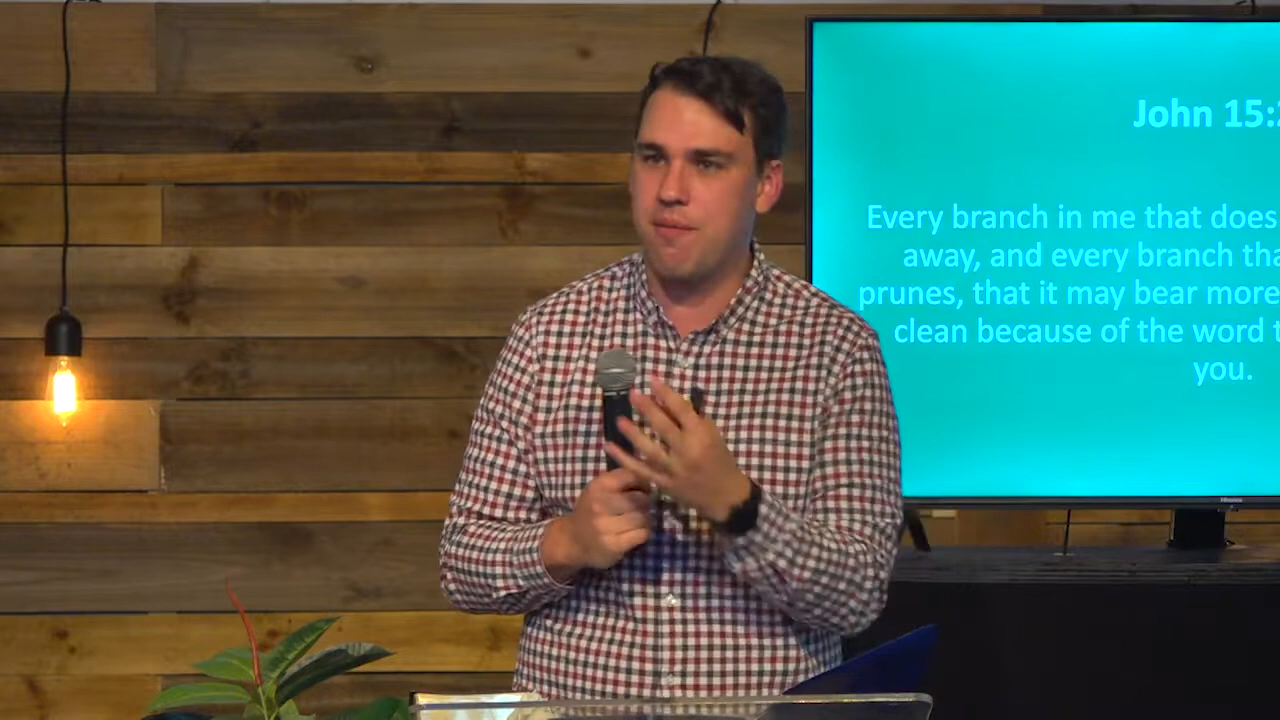 John 15:
Every branch in me that does
away, and every branch
prunes, that it may bear more
clean because of the word
you.
Hisense